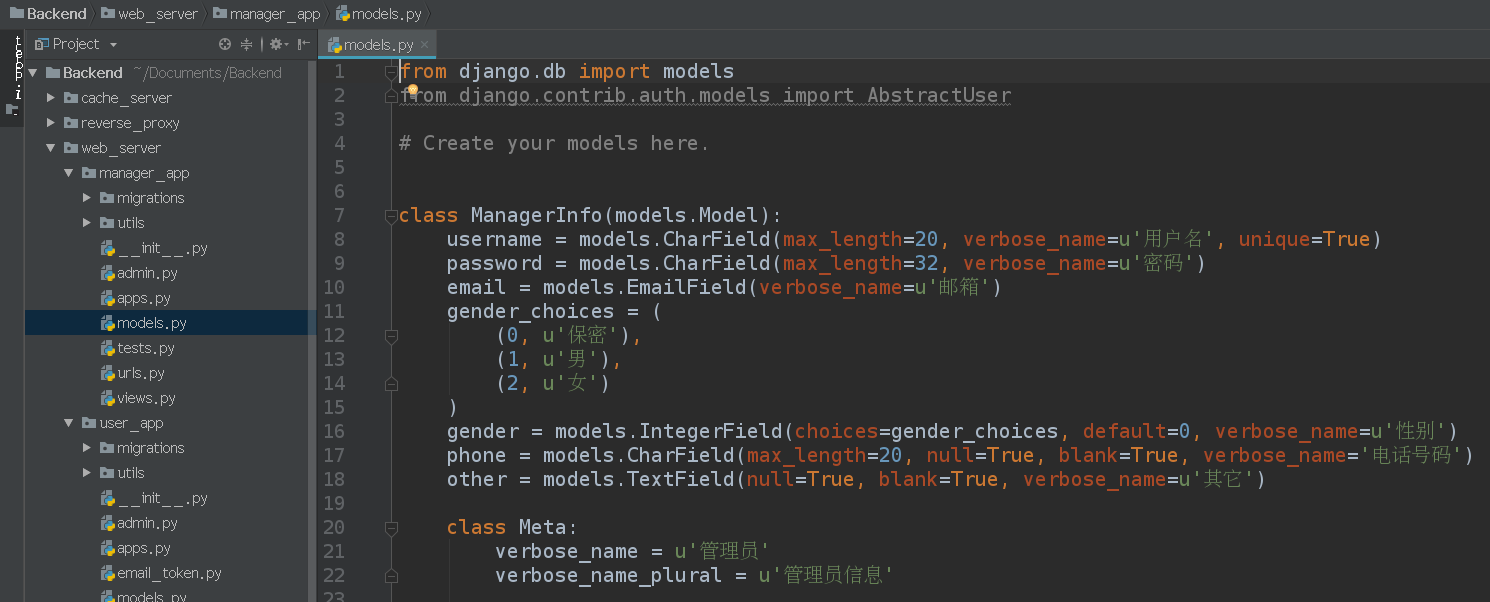 Backend web_server manager_app models.py
Project
models.py
Backend ~/Documents/Backend
cache_server
reverse_proxy
web_server
manager_app
migrations
utils
__init__.py
admin.py
apps.py
models.py
tests.py
urls.py
views.py
user_app
migrations
utils
__init__.py
admin.py
apps.py
email_token.py
models.py
1 from django.db import models
2 from django.contrib.auth.models import AbstractUser
3
4 # Create your models here.
5
6
7 class ManagerInfo(models.Model):
8 username = models.CharField(max_length=20, verbose_name=u'用户名', unique=True)
9 password = models.CharField(max_length=32, verbose_name=u'密码')
10 email = models.EmailField(verbose_name=u'邮箱')
11 gender_choices = (
12 (0, u'保密'),
13 (1, u'男'),
14 (2, u'女')
15 )
16 gender = models.IntegerField(choices=gender_choices, default=0, verbose_name=u'性别')
17 phone = models.CharField(max_length=20, null=True, blank=True, verbose_name='电话号码')
18 other = models.TextField(null=True, blank=True, verbose_name=u'其它')
19
20 class Meta:
21 verbose_name = u'管理员'
22 verbose_name_plural = u'管理员信息'
23